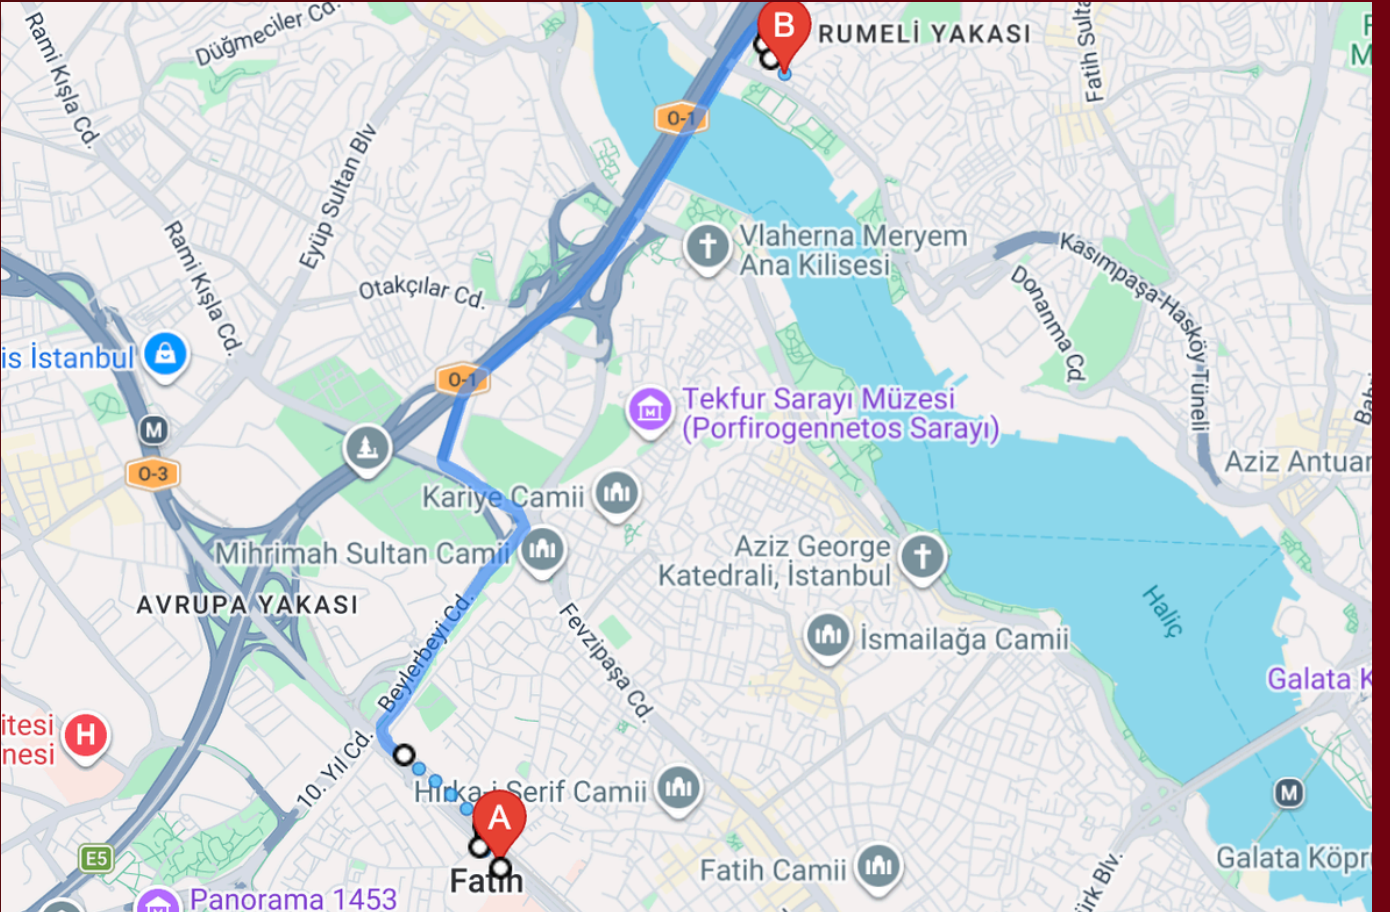 Rami Kışla Cd.
Düğmeciler Cd.
B
RUMELİ YAKASI
Fatih Sulta
O-1
Eyüp Sultan Blv
Rami Kışla Cd.
Vlaherna Meryem
Ana Kilisesi
Kasımpaşa-Hasköy Tüneli
Otakçılar Cd.
Donanma Cd
is İstanbul
O-1
M
Tekfur Sarayı Müzesi
(Porfirogennetos Sarayı)
O-3
Aziz Antuan
Kariye Camii
Mihrimah Sultan Camii
Aziz George
Katedrali, İstanbul
AVRUPA YAKASI
Haliç
Beylerbeyi Cd.
Fevzipaşa Cd.
İsmailağa Camii
Galata K
itesi
nesi
H
10. Yıl Cd.
Hırka-i Serif Camii
M
A
E5
Fatih
Fatih Camii
Galata Köpr
ürk Blv.
Panorama 1453